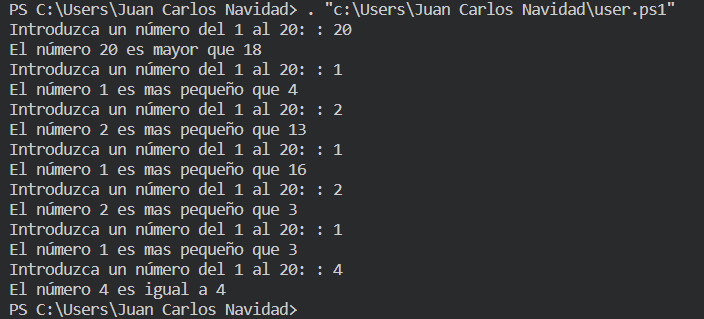 PS C:\Users\Juan Carlos Navidad> . "c:\Users\Juan Carlos Navidad\user.ps1"
Introduzca un número del 1 al 20: : 20
El número 20 es mayor que 18
Introduzca un número del 1 al 20: : 1
El número 1 es mas pequeño que 4
Introduzca un número del 1 al 20: : 2
El número 2 es mas pequeño que 13
Introduzca un número del 1 al 20: : 1
El número 1 es mas pequeño que 16
Introduzca un número del 1 al 20: : 2
El número 2 es mas pequeño que 3
Introduzca un número del 1 al 20: : 1
El número 1 es mas pequeño que 3
Introduzca un número del 1 al 20: : 4
El número 4 es igual a 4
PS C:\Users\Juan Carlos Navidad>